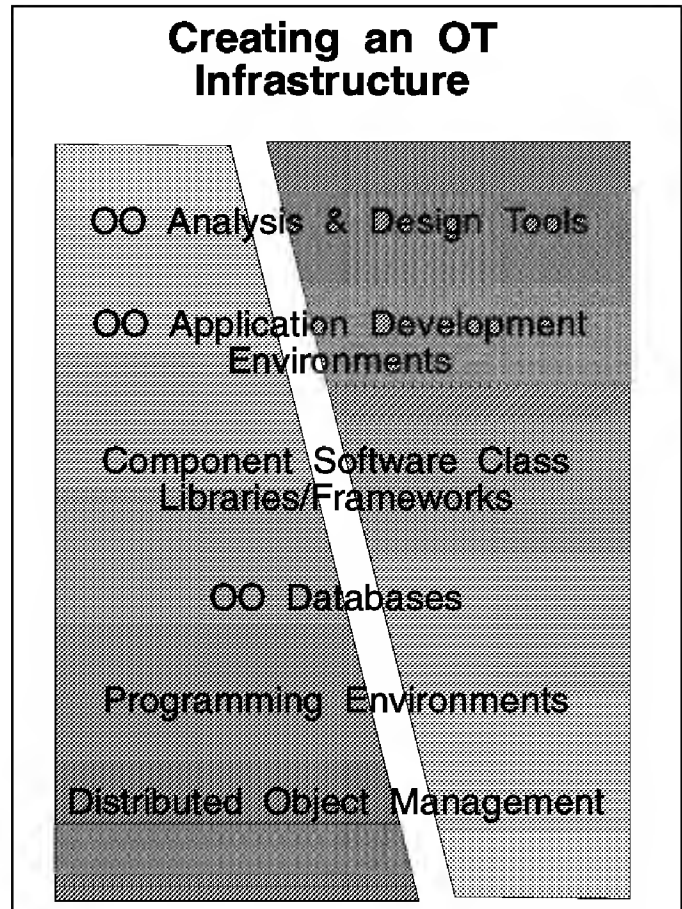 Creating an OT
Infrastructure
OO Analysis & Design Tools
OO Application Development
Environments
Component Software Class
Libraries/Frameworks
OO Databases
Programming Environments
Distributed Object Management